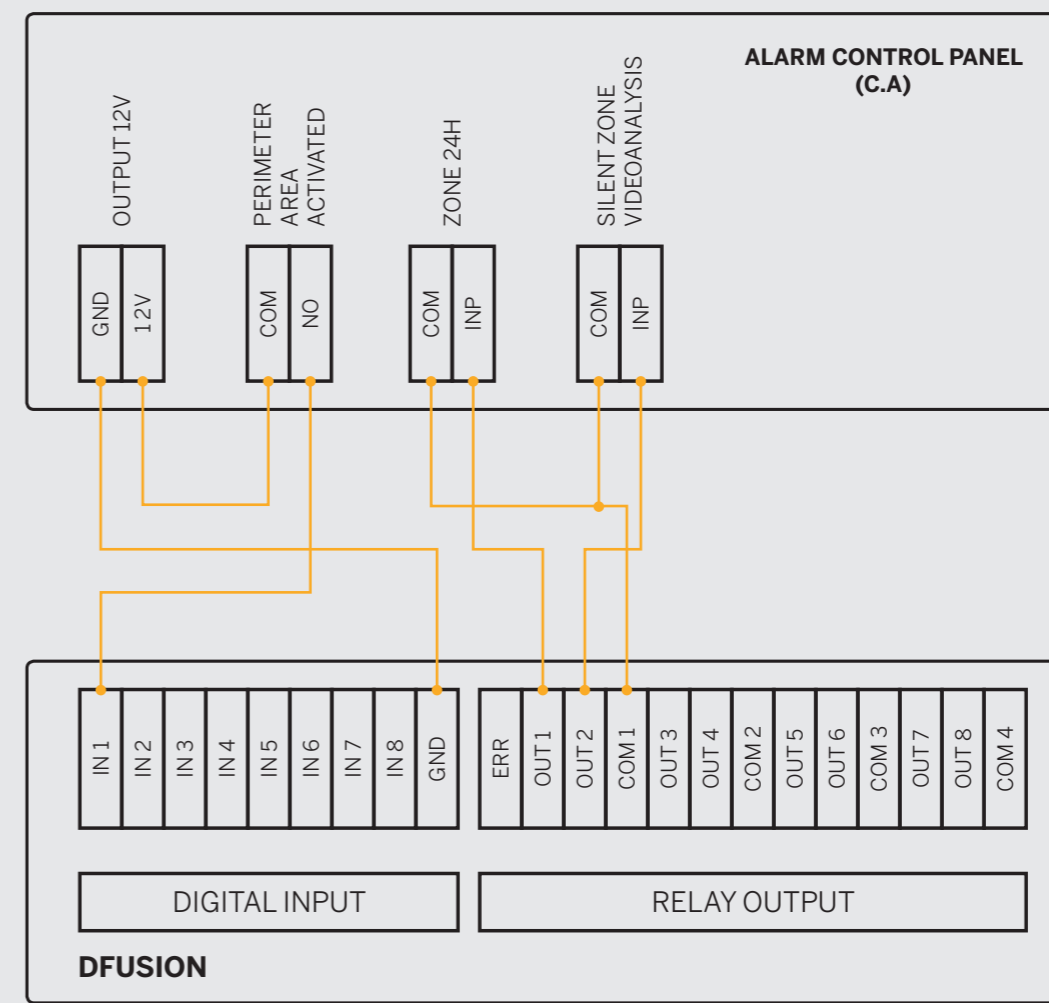 ALARM CONTROL PANEL
(C.A)
OUTPUT 12V
PERIMETER
AREA
ACTIVATED
ZONE 24H
SILENT ZONE
VIDEOANALYSIS
GND
12V
COM
NO
COM
INP
COM
INP
IN 1
IN 2
IN 3
IN 4
IN 5
IN 6
IN 7
IN 8
GND
ERR
OUT 1
OUT 2
COM 1
OUT 3
OUT 4
COM 2
OUT 5
OUT 6
COM 3
OUT 7
OUT 8
COM 4
DIGITAL INPUT
RELAY OUTPUT
DFUSION